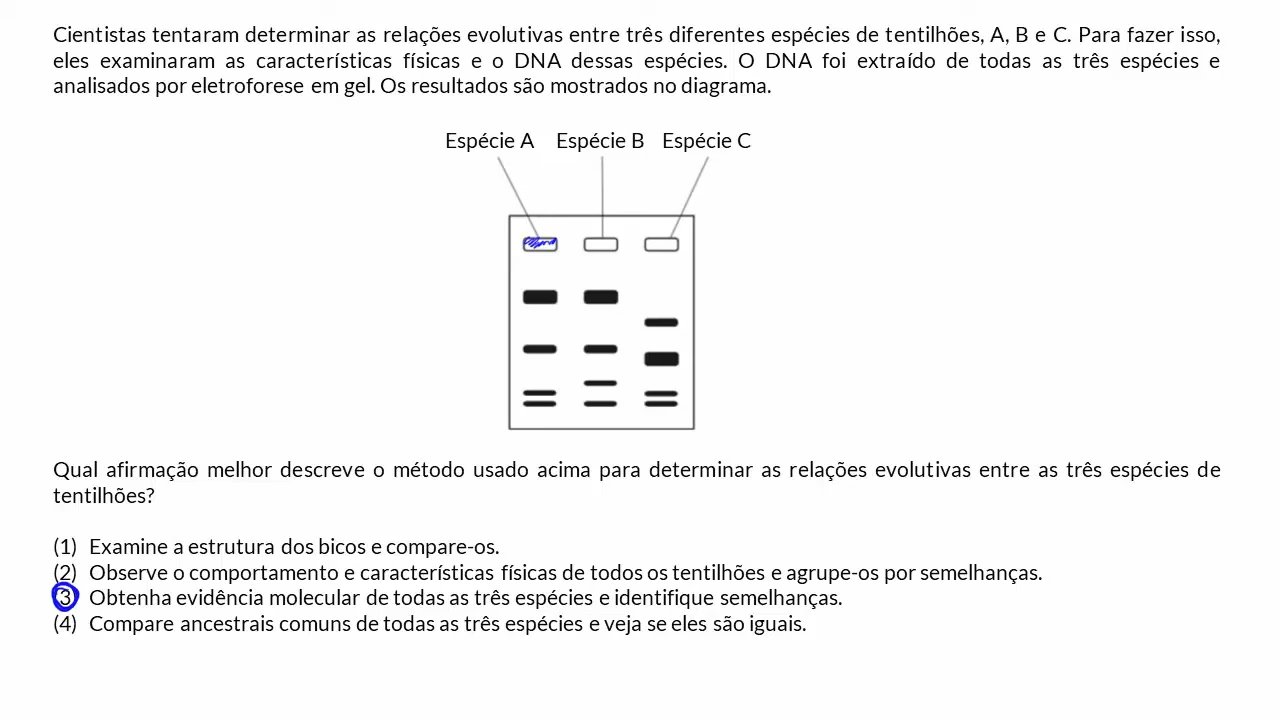 Cientistas tentaram determinar as relações evolutivas entre três diferentes espécies de tentilhões, A, B e C. Para fazer isso,
eles examinaram as características físicas e o DNA dessas espécies. O DNA foi extraído de todas as três espécies e
analisados por eletroforese em gel. Os resultados são mostrados no diagrama.
Espécie A Espécie B Espécie C
Qual afirmação melhor descreve o método usado acima para determinar as relações evolutivas entre as três espécies de
tentilhões?
(1) Examine a estrutura dos bicos e compare-os.
(2) Observe o comportamento e características físicas de todos os tentilhões e agrupe-os por semelhanças.
(3) Obtenha evidência molecular de todas as três espécies e identifique semelhanças.
(4) Compare ancestrais comuns de todas as três espécies e veja se eles são iguais.